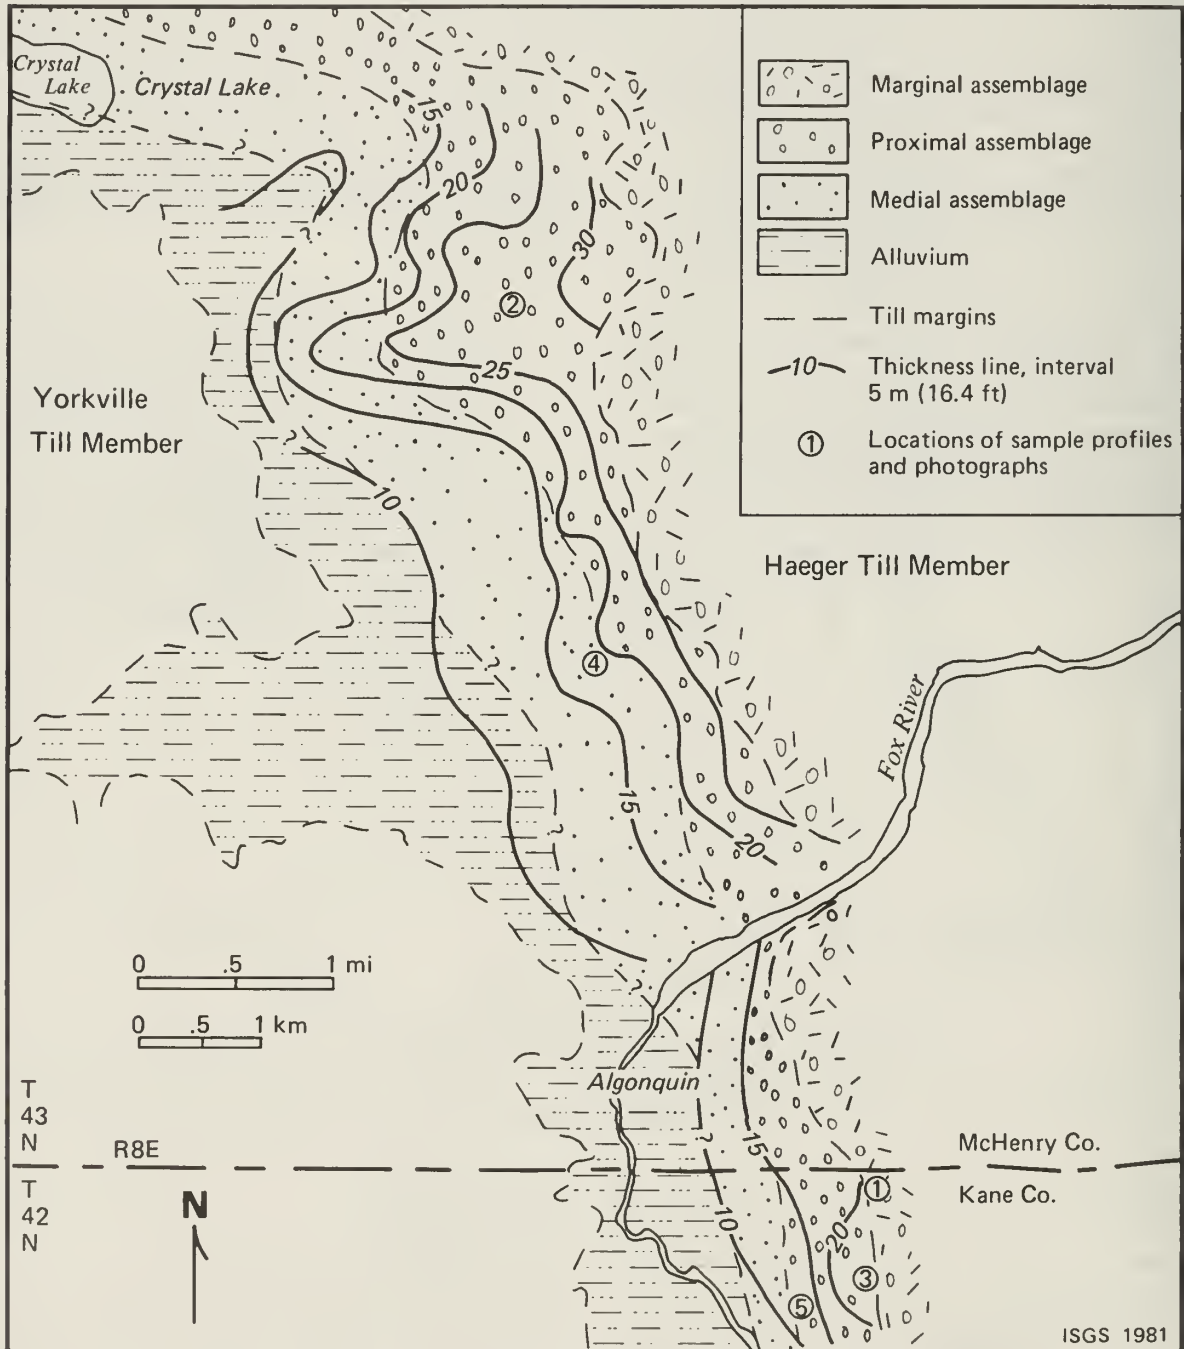 Crystal
Lake
Crystal Lake
Marginal assemblage
Proximal assemblage
Medial assemblage
Alluvium
Till margins
10
Thickness line, interval
5 m (16.4 ft)
1
Locations of sample profiles
and photographs
?
15
?
20
?
30
2
25
Yorkville
Till Member
?
10
Haeger Till Member
4
?
Fox River
15
?
20
0 .5 1 mi
?
0 .5 1 km
Algonquin
T
43
N
R8E
?
15
McHenry Co.
T
42
N
N
10
20
1
Kane Co.
3
5
ISGS 1981